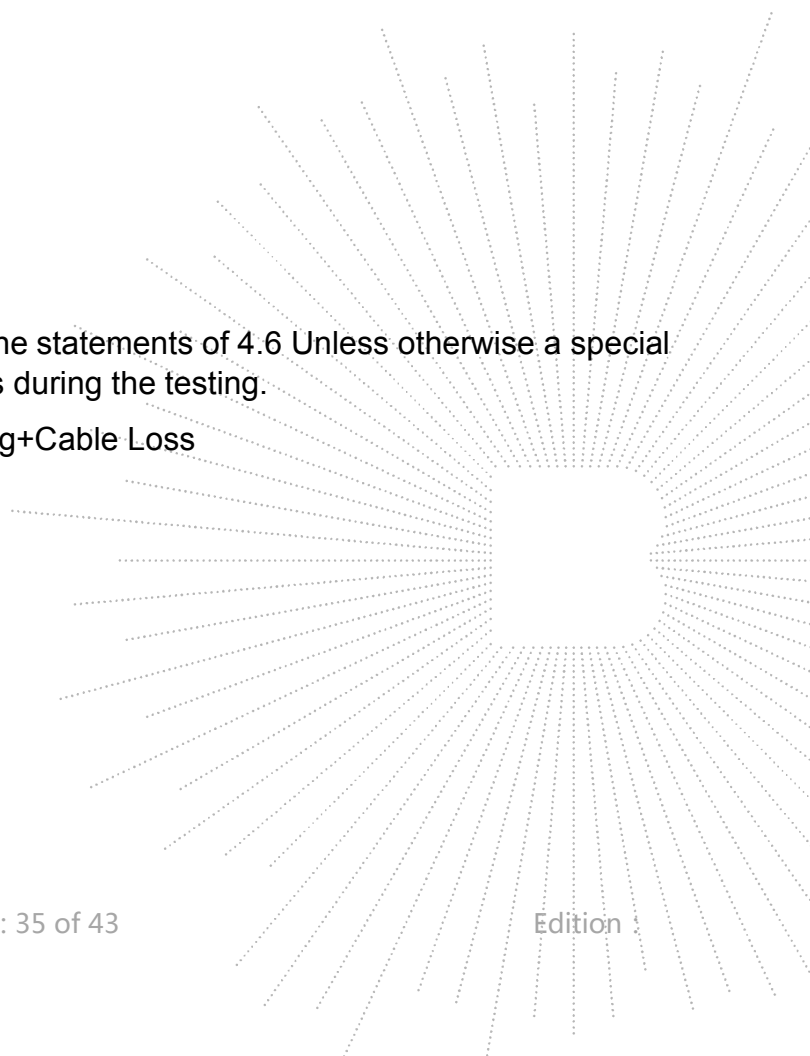 he statements of 4.6 Unless otherwise a special
s during the testing.
g+Cable Loss
: 35 of 43 Edition :